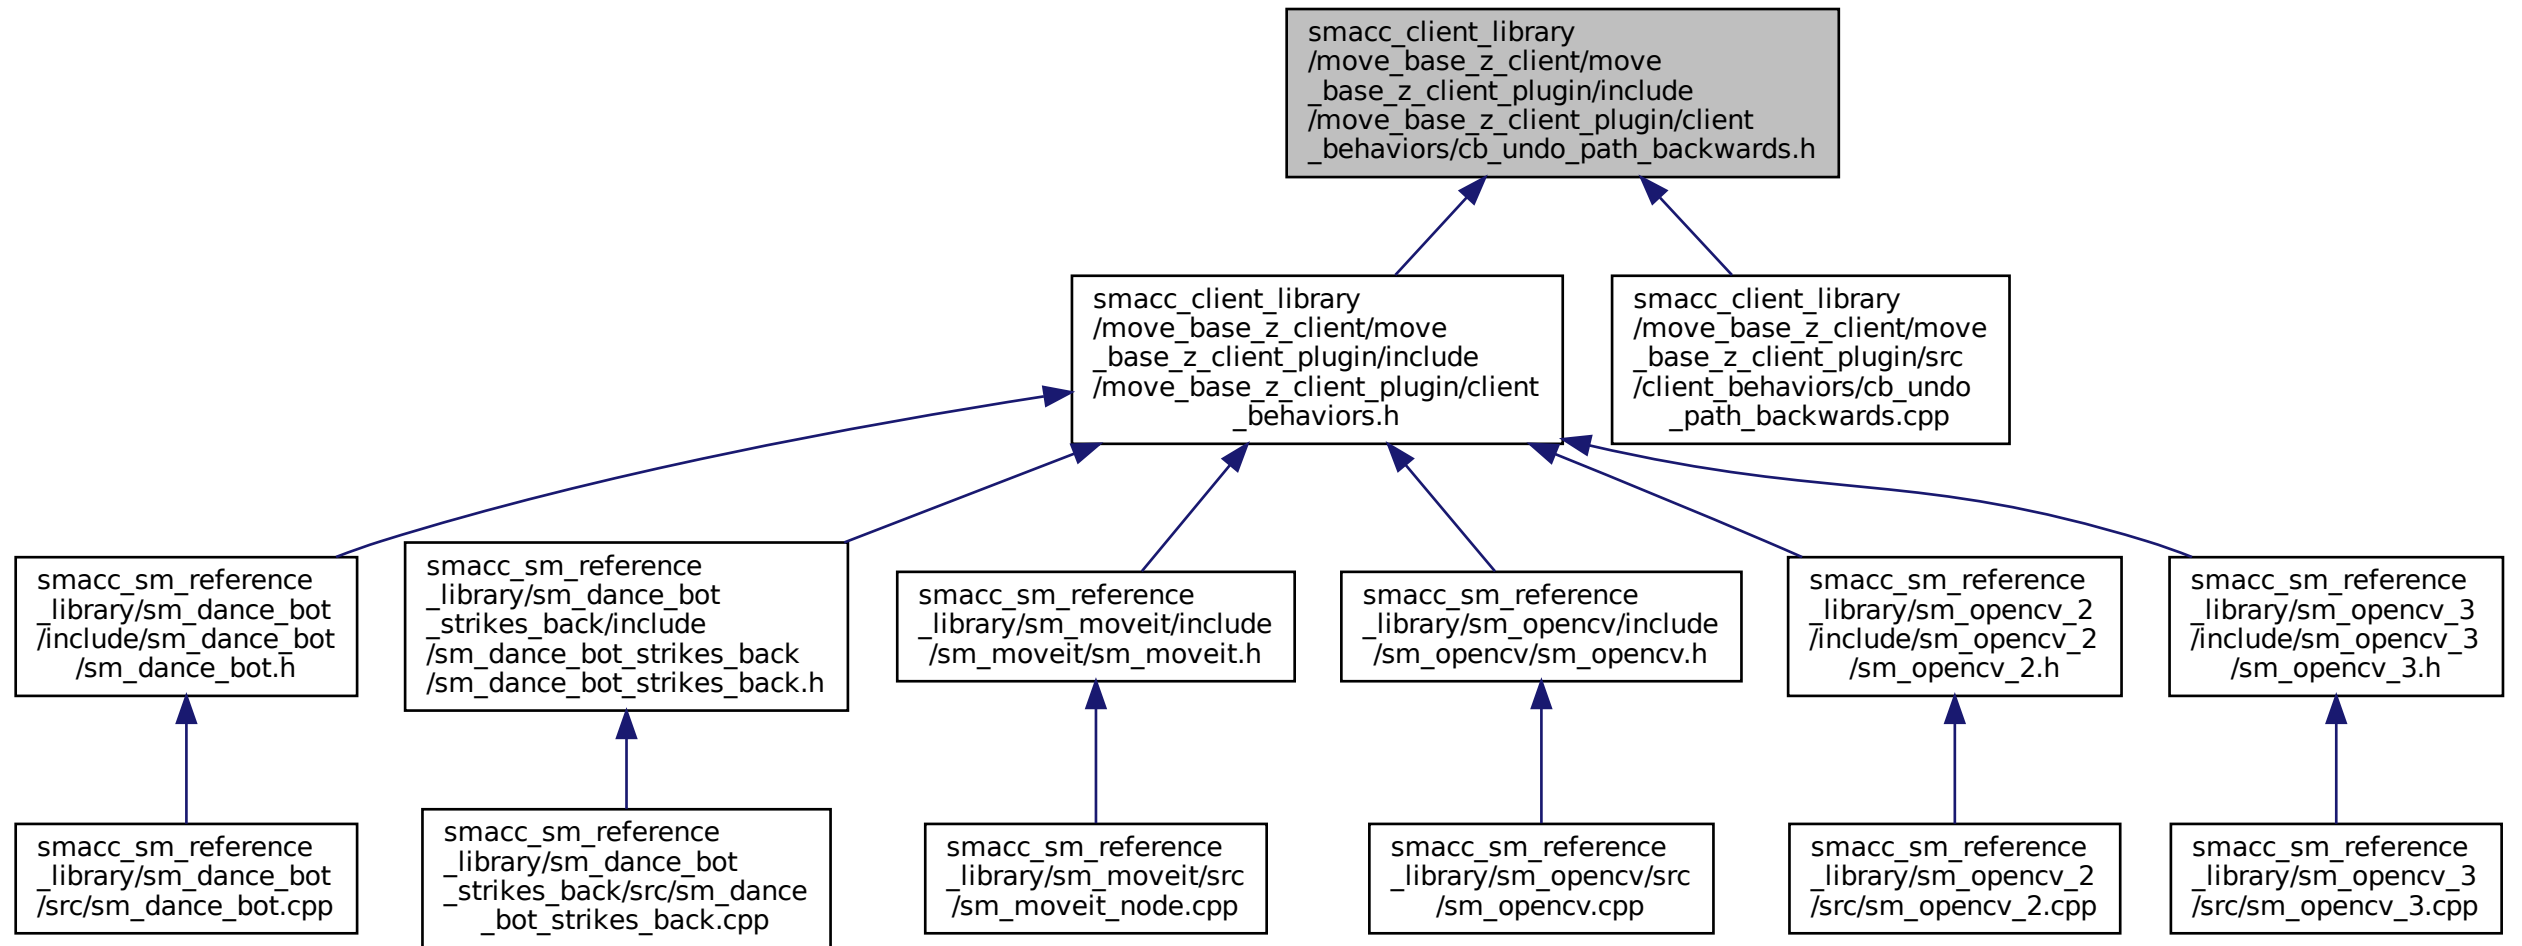 smacc_client_library
/move_base_z_client/move
_base_z_client_plugin/include
/move_base_z_client_plugin/client
_behaviors/cb_undo_path_backwards.h
smacc_client_library
/move_base_z_client/move
_base_z_client_plugin/include
/move_base_z_client_plugin/client
_behaviors.h
smacc_client_library
/move_base_z_client/move
_base_z_client_plugin/src
/client_behaviors/cb_undo
_path_backwards.cpp
smacc_sm_reference
_library/sm_dance_bot
/include/sm_dance_bot
/sm_dance_bot.h
smacc_sm_reference
_library/sm_dance_bot
_strikes_back/include
/sm_dance_bot_strikes_back
/sm_dance_bot_strikes_back.h
smacc_sm_reference
_library/sm_moveit/include
/sm_moveit/sm_moveit.h
smacc_sm_reference
_library/sm_opencv/include
/sm_opencv/sm_opencv.h
smacc_sm_reference
_library/sm_opencv_2
/include/sm_opencv_2
/sm_opencv_2.h
smacc_sm_reference
_library/sm_opencv_3
/include/sm_opencv_3
/sm_opencv_3.h
smacc_sm_reference
_library/sm_dance_bot
/src/sm_dance_bot.cpp
smacc_sm_reference
_library/sm_dance_bot
_strikes_back/src/sm_dance
_bot_strikes_back.cpp
smacc_sm_reference
_library/sm_moveit/src
/sm_moveit_node.cpp
smacc_sm_reference
_library/sm_opencv/src
/sm_opencv.cpp
smacc_sm_reference
_library/sm_opencv_2
/src/sm_opencv_2.cpp
smacc_sm_reference
_library/sm_opencv_3
/src/sm_opencv_3.cpp